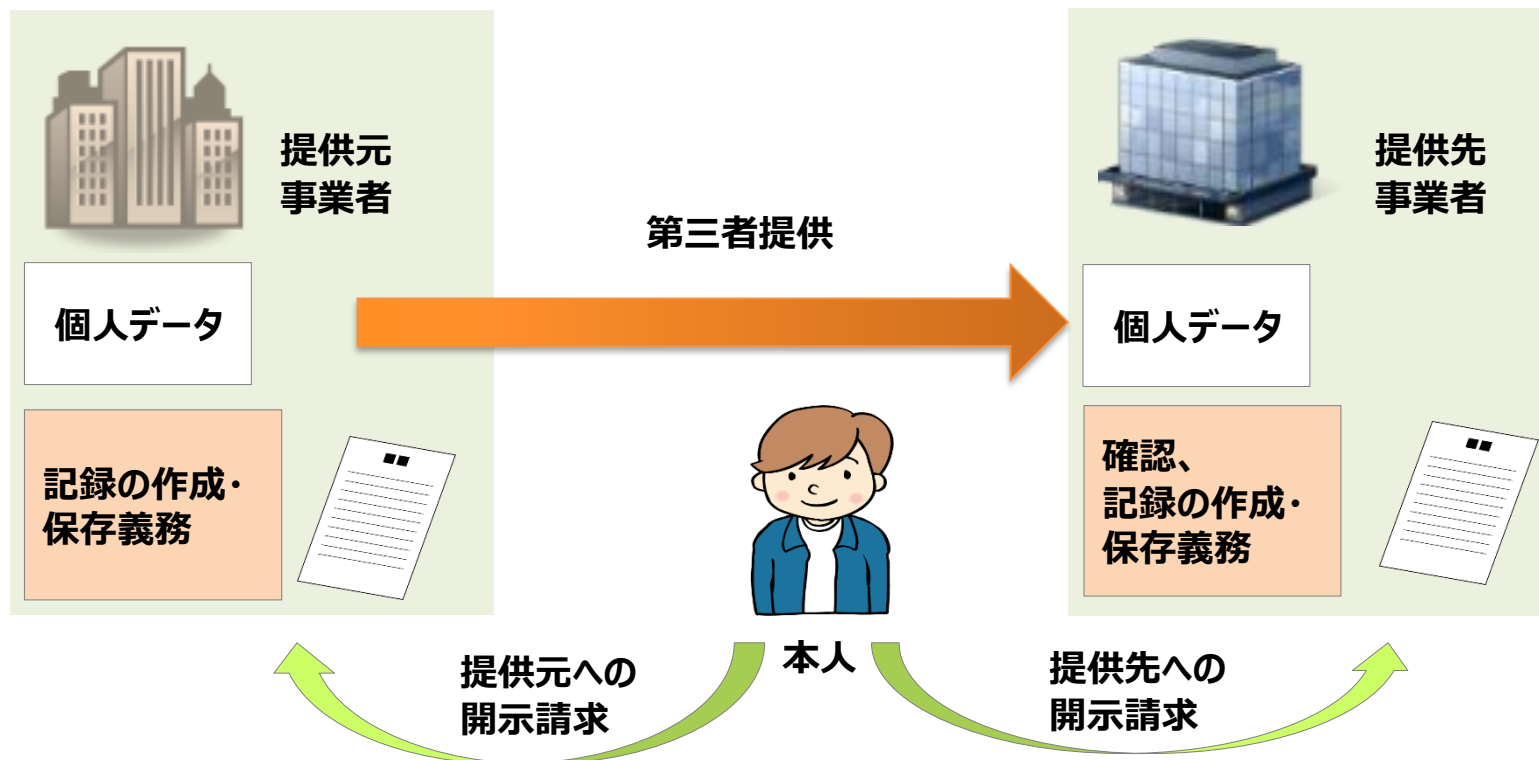 提供元
事業者
第三者提供
提供先
事業者
個人データ
個人データ
記録の作成・
保存義務
■■
確認、
記録の作成・
保存義務
■■
本人
提供元への
開示請求
提供先への
開示請求